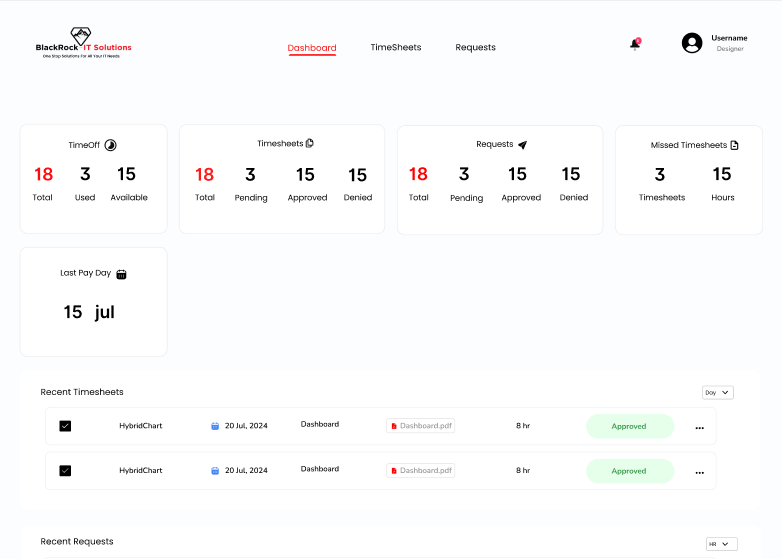 BlackRock IT Solutions
One Stop Solutions For All Your IT Needs
Dashboard TimeSheets Requests
1
Username
Designer
TimeOff
18 3 15
Total Used Available
Timesheets
18 3 15 15
Total Pending Approved Denied
Requests
18 3 15 15
Total Pending Approved Denied
Missed Timesheets
3 15
Timesheets Hours
Last Pay Day
15 jul
Recent Timesheets Day
HybridChart 20 Jul, 2024 Dashboard Dashboard.pdf 8 hr Approved ...
HybridChart 20 Jul, 2024 Dashboard Dashboard.pdf 8 hr Approved ...
Recent Requests HR